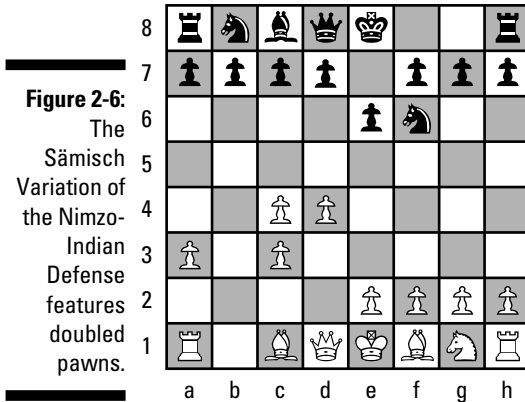 Figure 2-6:
The
Sämisch
Variation of
the Nimzo-
Indian
Defense
features
doubled
pawns.
8
7
6
5
4
3
2
1
a b c d e f g h